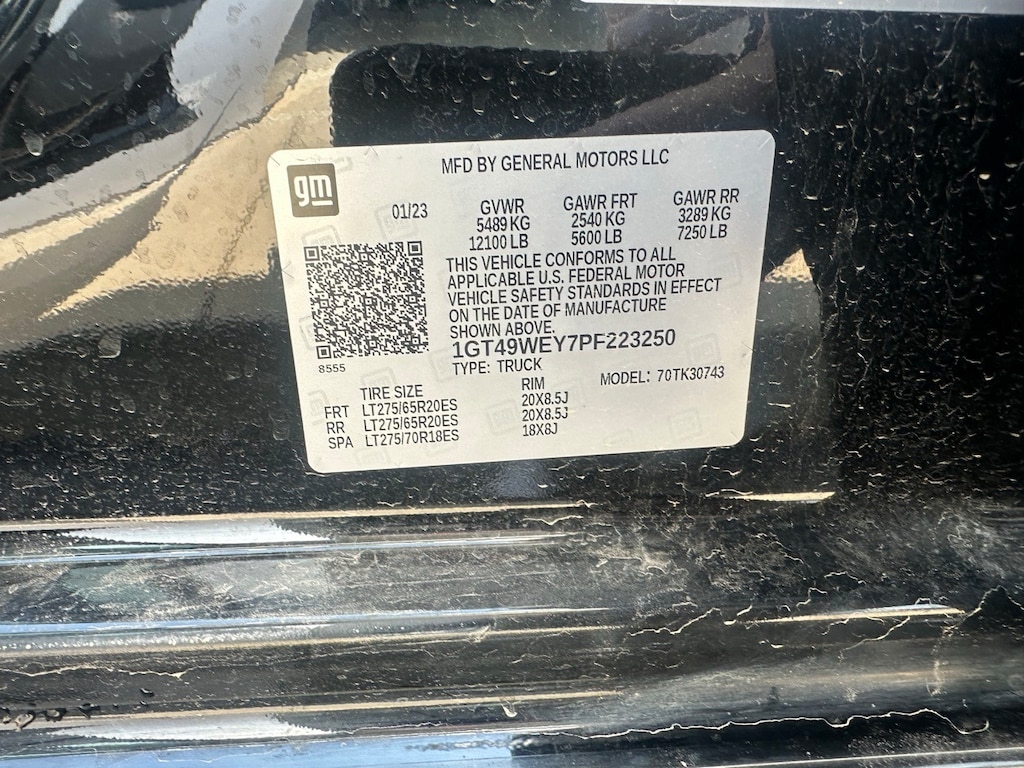 MFD BY GENERAL MOTORS LLC
gm
01/23
GVWR GAWR FRT GAWR RR
5489 KG 2540 KG 3289 KG
12100 LB 5600 LB 7250 LB
THIS VEHICLE CONFORMS TO ALL
APPLICABLE U.S. FEDERAL MOTOR
VEHICLE SAFETY STANDARDS IN EFFECT
ON THE DATE OF MANUFACTURE
SHOWN ABOVE.
1GT49WEY7PF223250
8555
TYPE: TRUCK
MODEL: 70TK30743
TIRE SIZE RIM
FRT LT275/65R20ES 20X8.5J
RR LT275/65R20ES 20X8.5J
SPA LT275/70R18ES 18X8J